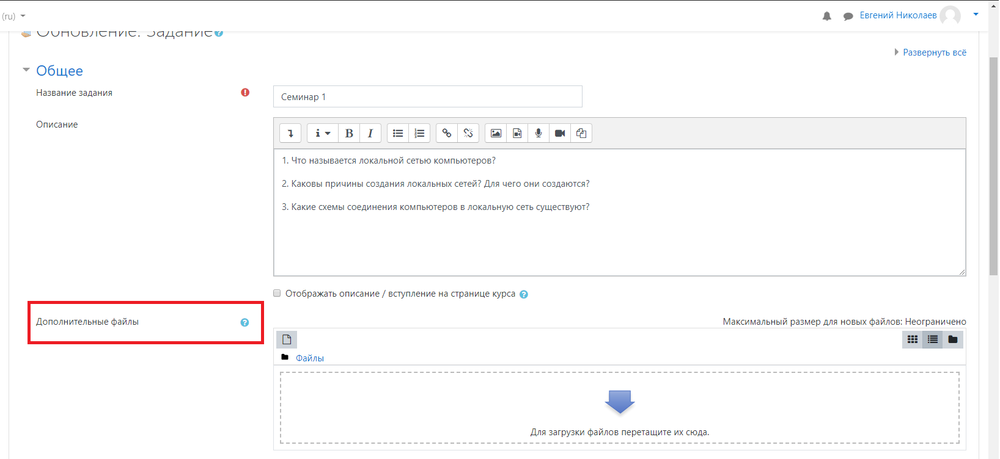 (ru)
Евгений Николаев
Обновление: Задание
Развернуть всё
Общее
Название задания
Семинар 1
Описание
1. Что называется локальной сетью компьютеров?
2. Каковы причины создания локальных сетей? Для чего они создаются?
3. Какие схемы соединения компьютеров в локальную сеть существуют?
Отображать описание / вступление на странице курса
Дополнительные файлы
Максимальный размер для новых файлов: Неограничено
Файлы
Для загрузки файлов перетащите их сюда.